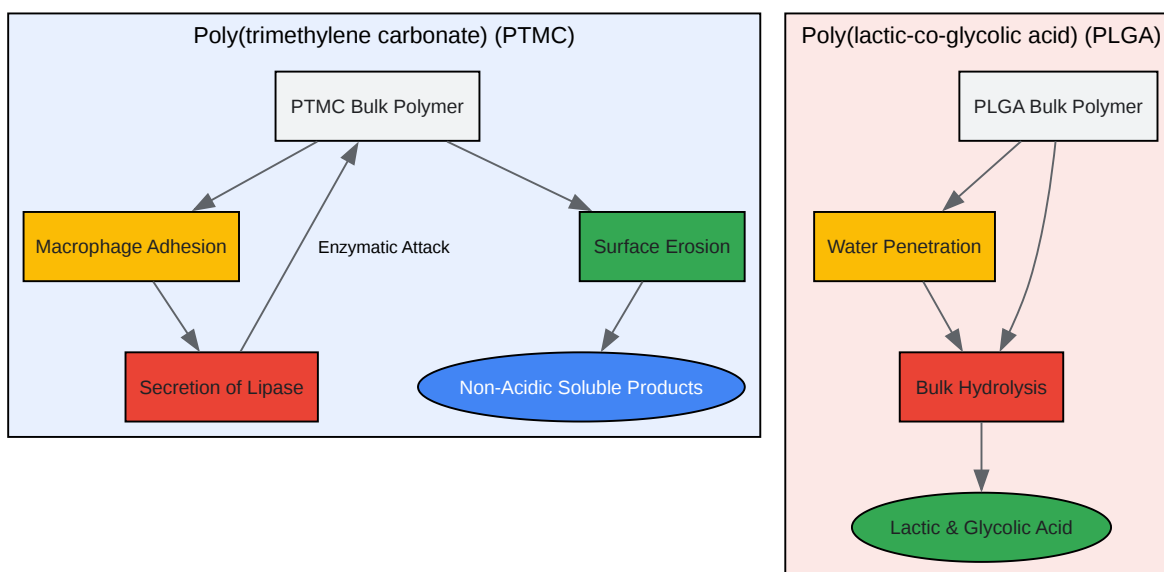 Poly(trimethylene carbonate) (PTMC)
PTMC Bulk Polymer
Macrophage Adhesion
Enzymatic Attack
Surface Erosion
Secretion of Lipase
Non-Acidic Soluble Products
Poly(lactic-co-glycolic acid) (PLGA)
PLGA Bulk Polymer
Water Penetration
Bulk Hydrolysis
Lactic & Glycolic Acid